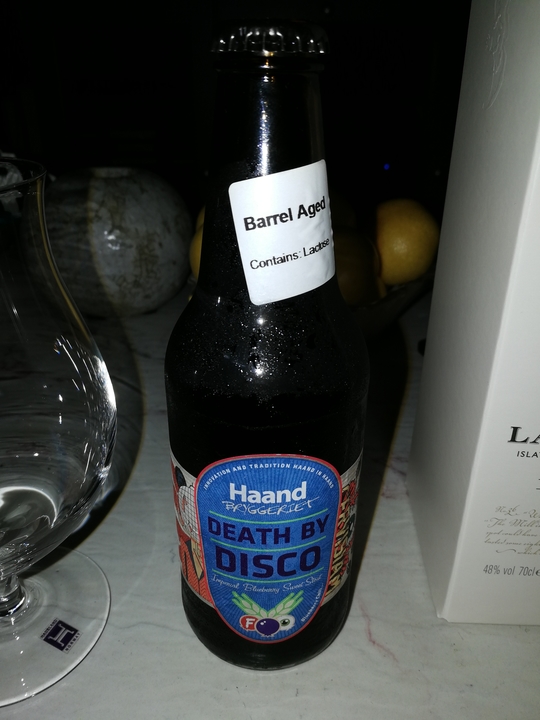 Barrel Aged
Contains: Lactose
INNOVATION AND TRADITION HAAND IN HAAND
Haand
BRYGGERIET
DEATH BY
DISCO
Imperial Blueberry Sweet Stout
F
LA
ISLA
48% vol 70cl e
H